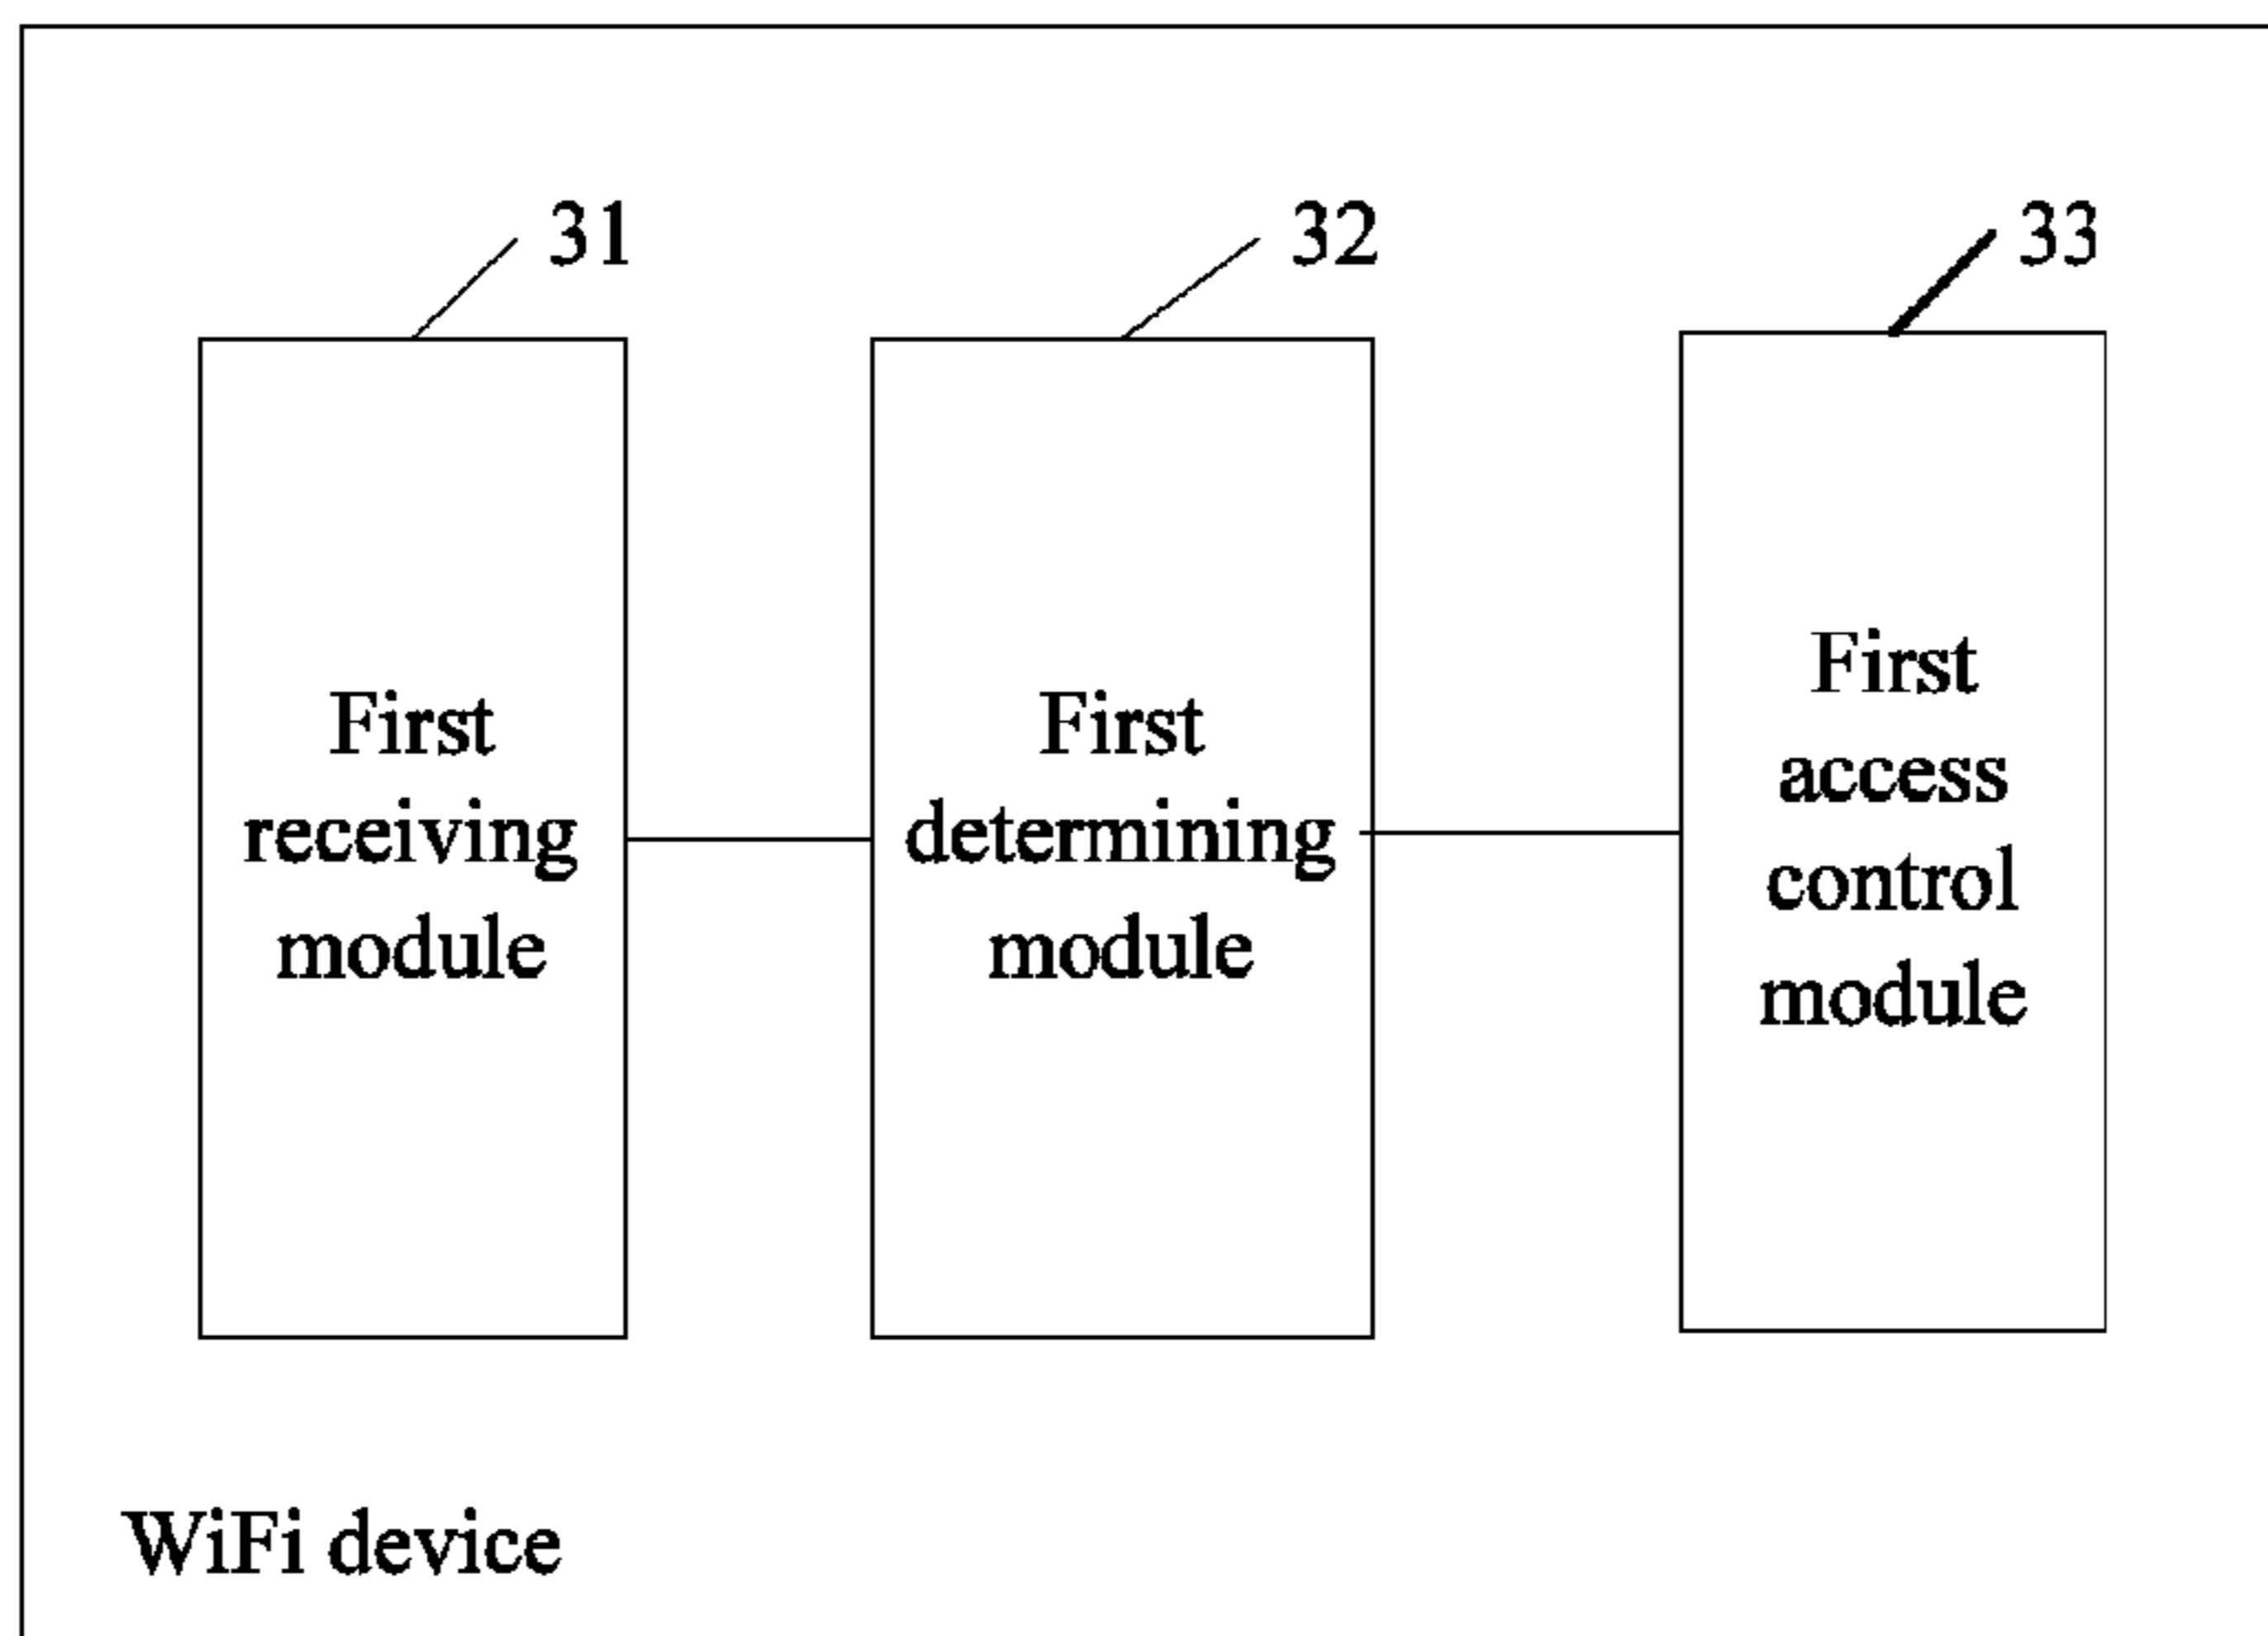 31
32
33
First
receiving
module
First
determining
module
First
access
control
module
WiFi device